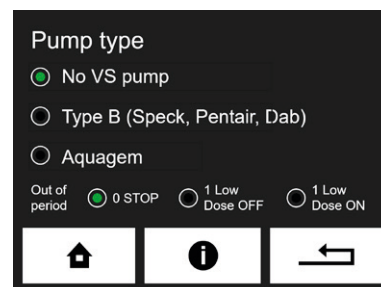 Pump type
No VS pump
Type B (Speck, Pentair, Dab)
Aquagem
Out of period
0 STOP
1 Low Dose OFF
1 Low Dose ON